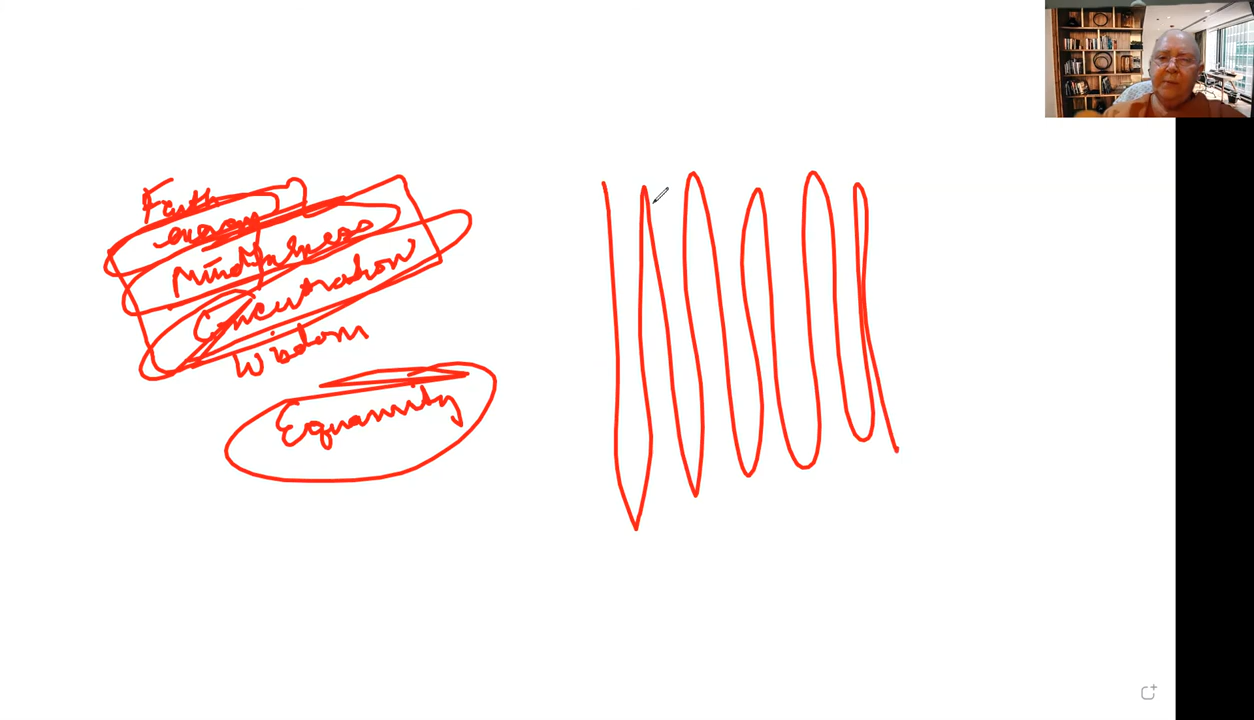 Faith
energy
Mindfulness
Concentration
Wisdom
Equanimity